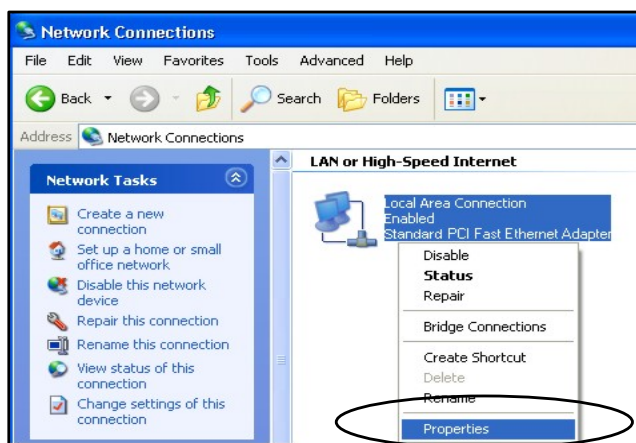 Network Connections
File Edit View Favorites Tools Advanced Help
Back Search Folders
Address Network Connections
Network Tasks
Create a new
connection
Set up a home or small
office network
Disable this network
device
Repair this connection
Rename this connection
View status of this
connection
Change settings of this
connection
LAN or High-Speed Internet
Local Area Connection
Enabled
Standard PCI Fast Ethernet Adapter
Disable
Status
Repair
Bridge Connections
Create Shortcut
Delete
Rename
Properties